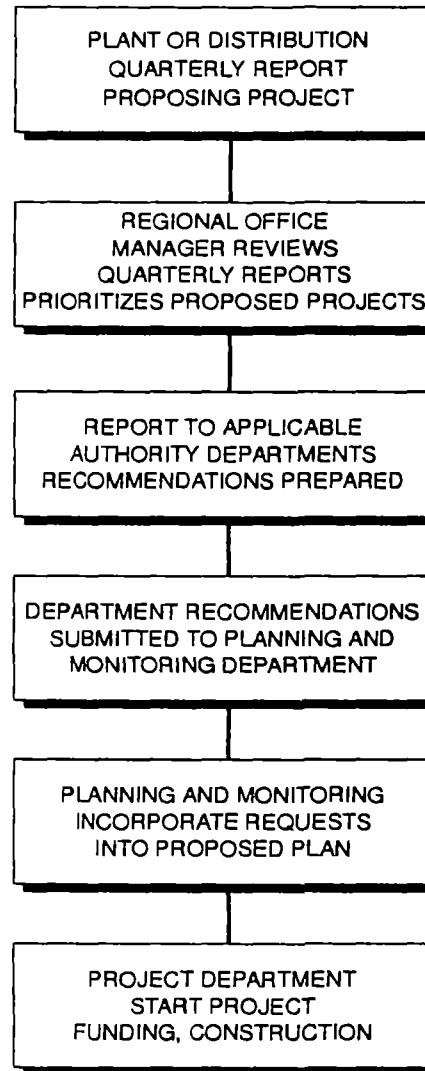 PLANT OR DISTRIBUTION
QUARTERLY REPORT
PROPOSING PROJECT
REGIONAL OFFICE
MANAGER REVIEWS
QUARTERLY REPORTS
PRIORITIZES PROPOSED PROJECTS
REPORT TO APPLICABLE
AUTHORITY DEPARTMENTS
RECOMMENDATIONS PREPARED
DEPARTMENT RECOMMENDATIONS
SUBMITTED TO PLANNING AND
MONITORING DEPARTMENT
PLANNING AND MONITORING
INCORPORATE REQUESTS
INTO PROPOSED PLAN
PROJECT DEPARTMENT
START PROJECT
FUNDING, CONSTRUCTION